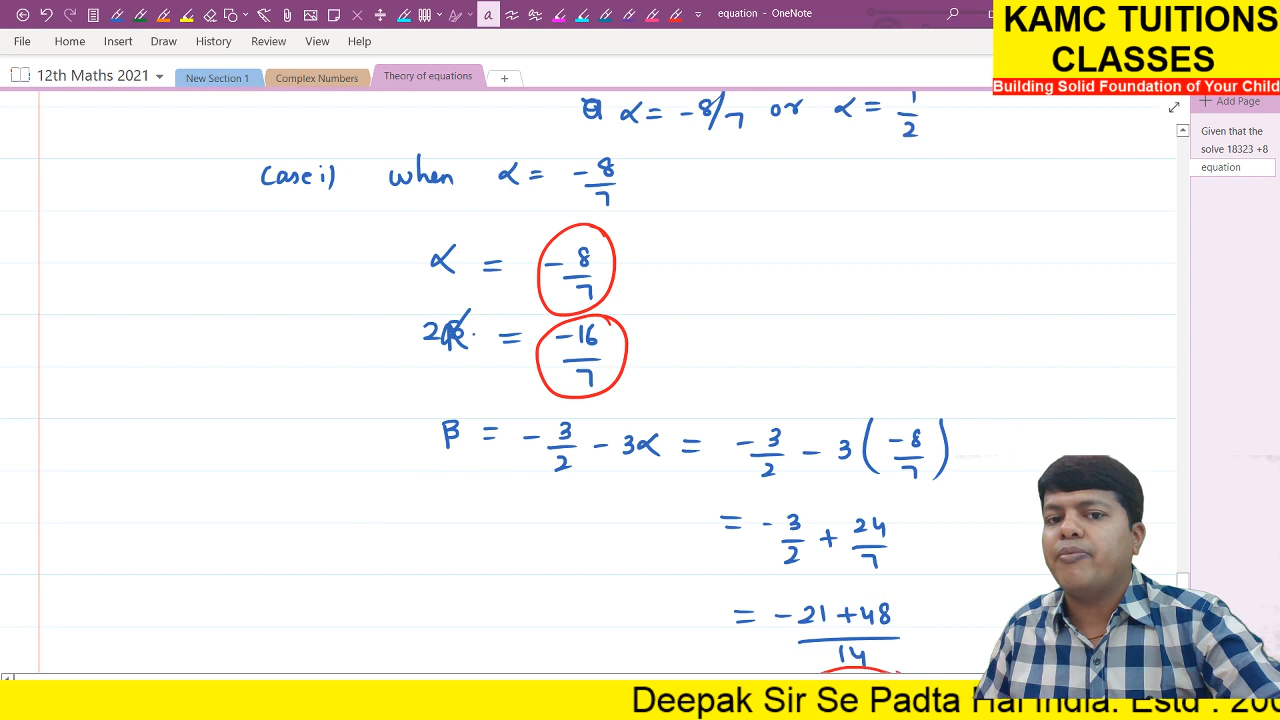 equation - OneNote
KAMC TUITIONS
CLASSES
Building Solid Foundation of Your Child
File Home Insert Draw History Review View Help
12th Maths 2021 New Section 1 Complex Numbers Theory of equations +
Add Page
Given that the
solve 18323 +8
equation
α = -8/7 or α = 1/2
Case i) when α = -8/7
α = -8/7
2α = -16/7
β = -3/2 - 3α = -3/2 - 3(-8/7)
= -3/2 + 24/7
= -21+48/14
Deepak Sir Se Padta Hai India. Estd : 200